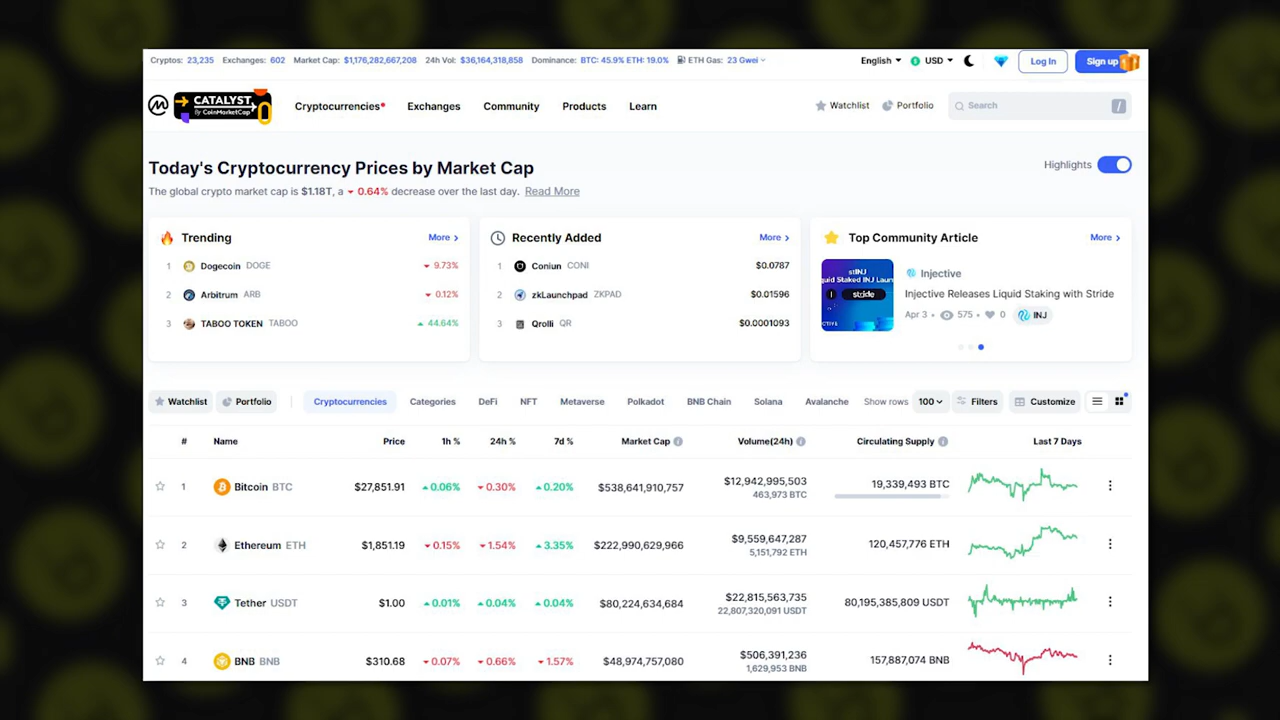 Cryptos: 23,235 Exchanges: 602 Market Cap: $1,176,282,667,208 24h Vol: $36,164,318,858 Dominance: BTC: 45.9% ETH: 19.0% ETH Gas: 23 Gwei English USD Log In Sign up
CATALYST
by CoinMarketCap
Cryptocurrencies Exchanges Community Products Learn Watchlist Portfolio Search /
Today's Cryptocurrency Prices by Market Cap Highlights
The global crypto market cap is $1.18T, a 0.64% decrease over the last day. Read More
Trending More
1 Dogecoin DOGE 9.73%
2 Arbitrum ARB 0.12%
3 TABOO TOKEN TABOO 44.64%
Recently Added More
1 Coniun CONI $0.0787
2 zkLaunchpad ZKPAD $0.01596
3 Qrolli QR $0.0001093
Top Community Article More
stINJ
quid Staked INJ Laun
stride
Injective
Injective Releases Liquid Staking with Stride
Apr 3 • 575 • 0 INJ
Watchlist Portfolio Cryptocurrencies Categories DeFi NFT Metaverse Polkadot BNB Chain Solana Avalanche Show rows 100 Filters Customize
# Name Price 1h % 24h % 7d % Market Cap Volume(24h) Circulating Supply Last 7 Days
1 Bitcoin BTC $27,851.91 0.06% 0.30% 0.20% $538,641,910,757 $12,942,995,503 19,339,493 BTC
463,973 BTC
2 Ethereum ETH $1,851.19 0.15% 1.54% 3.35% $222,990,629,966 $9,559,647,287 120,457,776 ETH
5,151,792 ETH
3 Tether USDT $1.00 0.01% 0.04% 0.04% $80,224,634,684 $22,815,563,735 80,195,385,809 USDT
22,807,320,091 USDT
4 BNB BNB $310.68 0.07% 0.66% 1.57% $48,974,757,080 $506,391,236 157,887,074 BNB
1,629,953 BNB